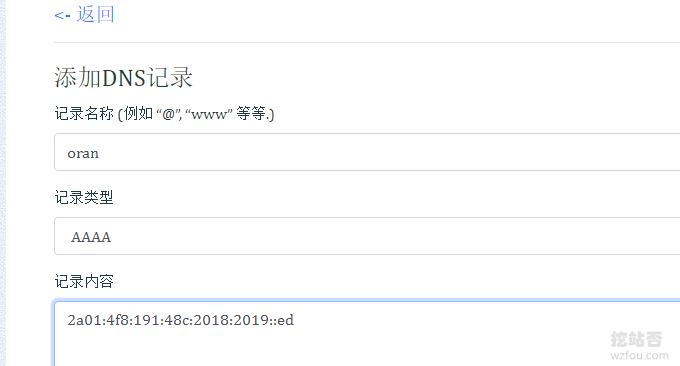 <- 返回
添加DNS记录
记录名称 (例如 “@”, “www” 等等.)
oran
记录类型
AAAA
记录内容
2a01:4f8:191:48c:2018:2019::ed
挖站否
wzfou.com